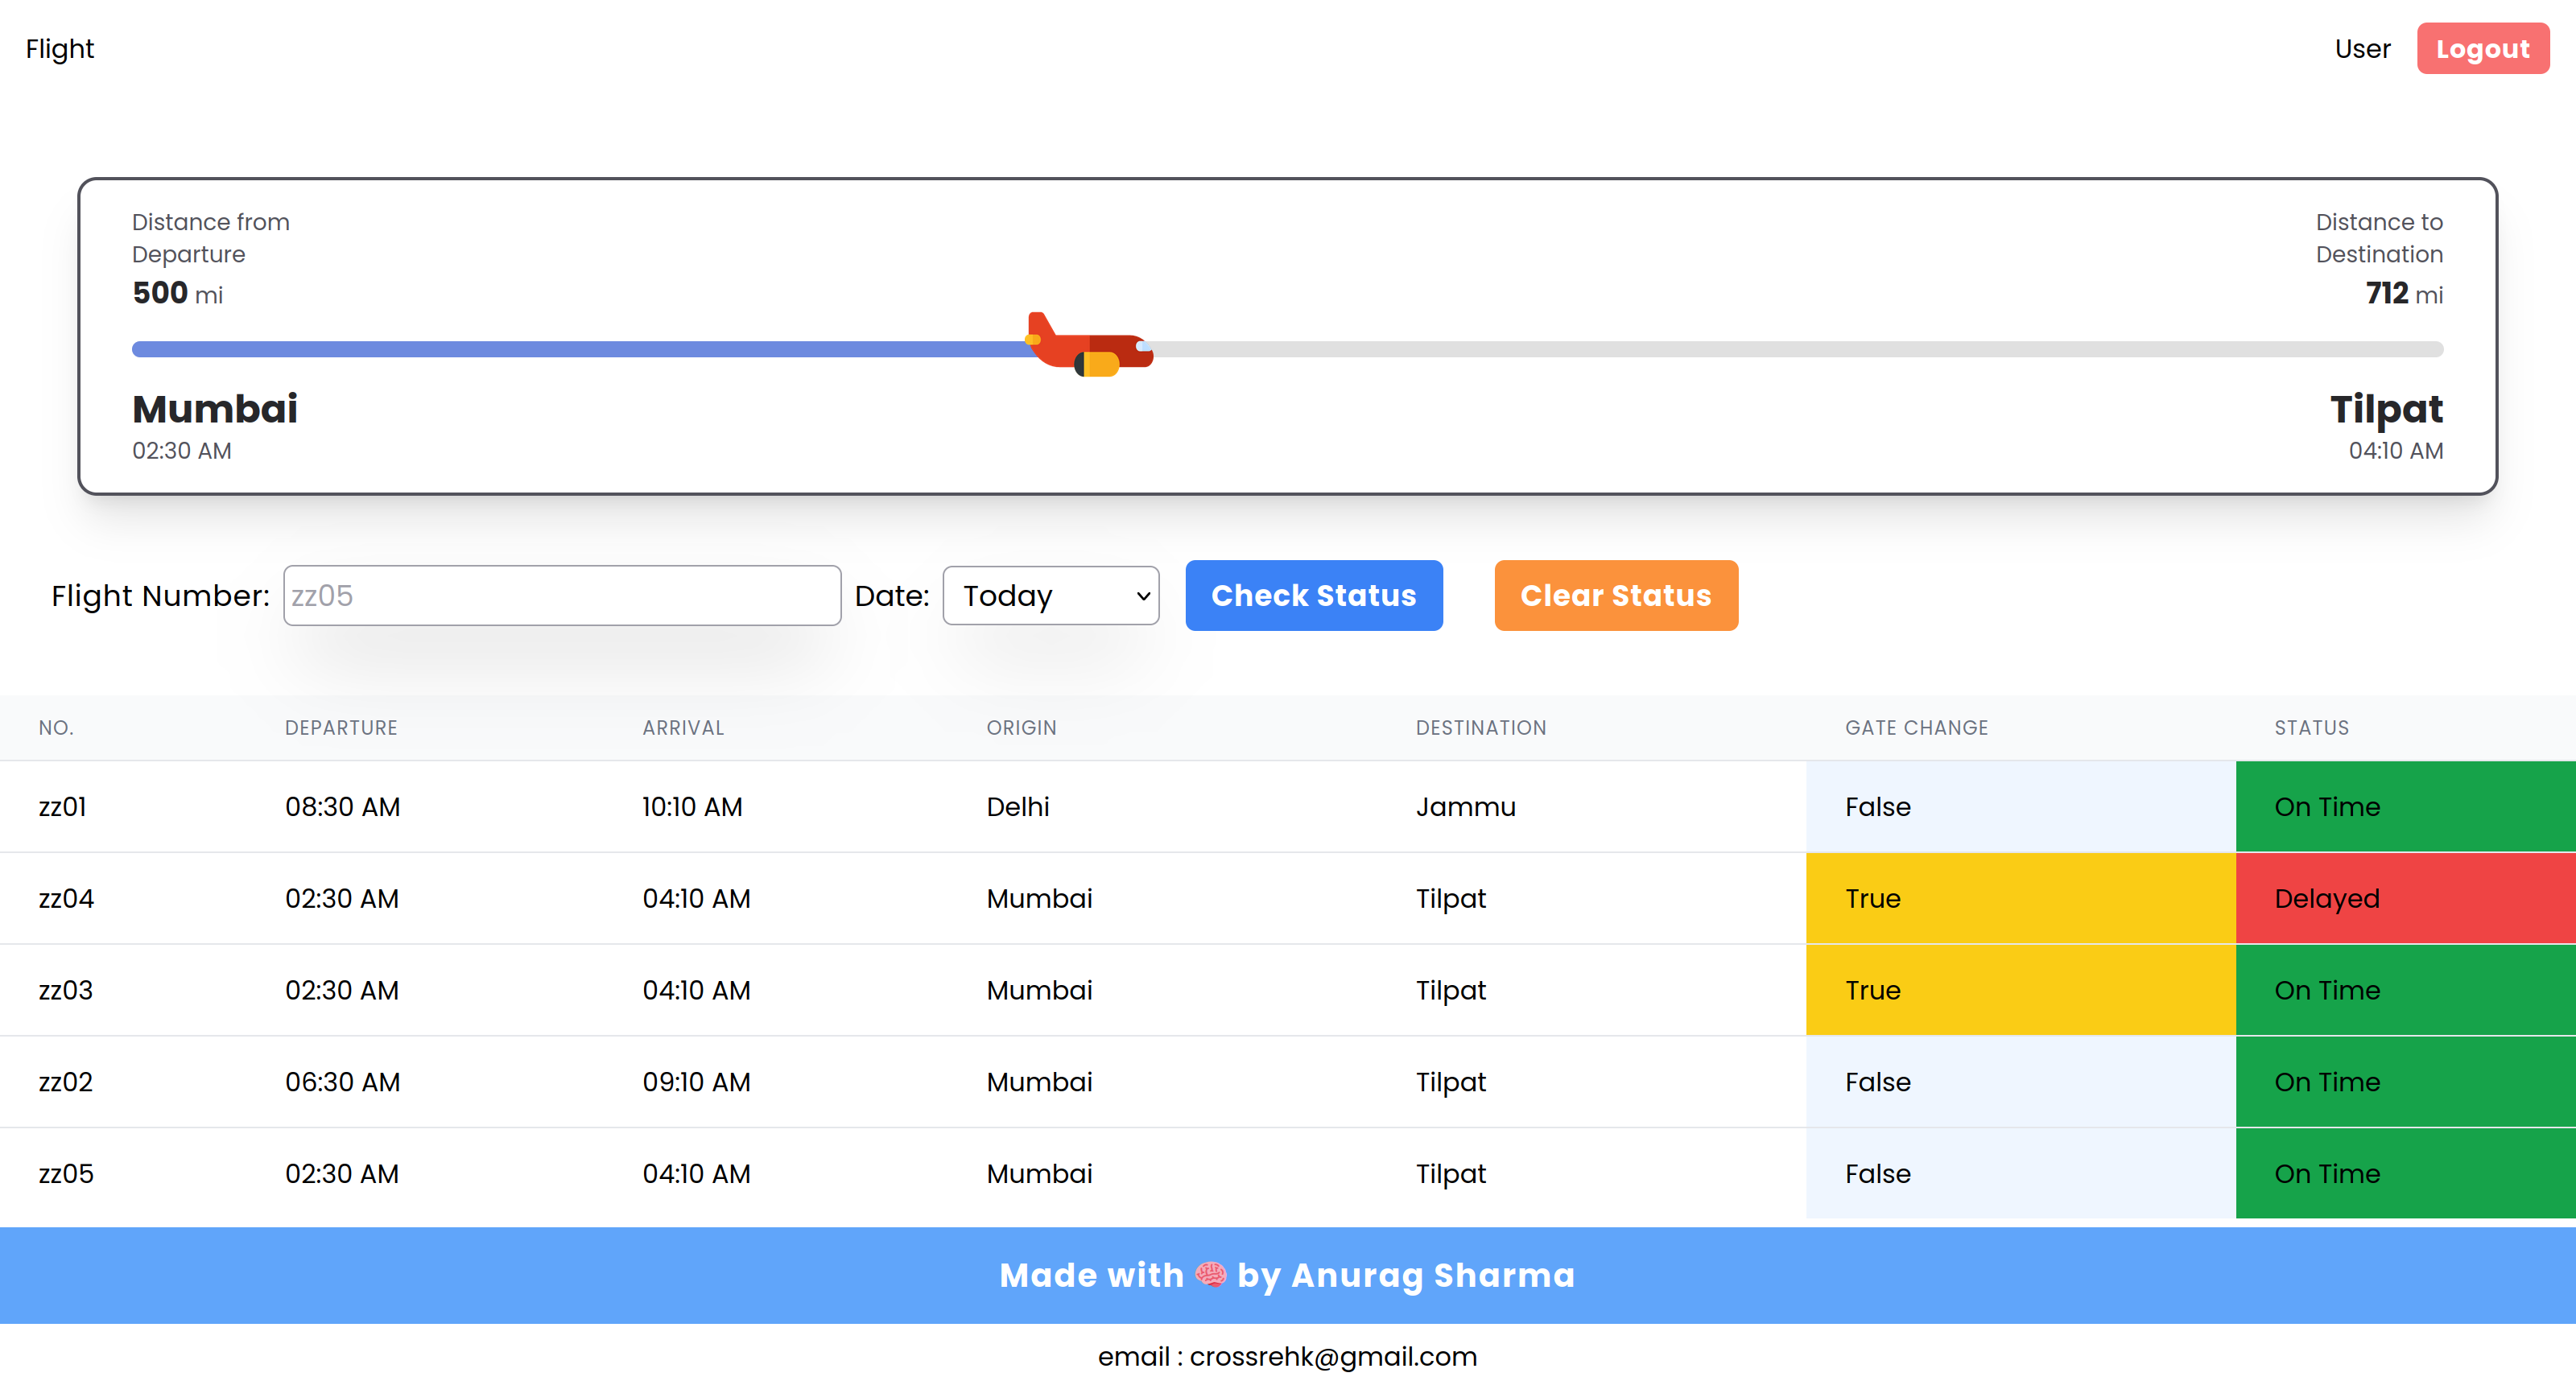 Flight User Logout
Distance from Distance to
Departure Destination
500 mi 712 mi
Mumbai Tilpat
02:30 AM 04:10 AM
Flight Number: zz05 Date: Today Check Status Clear Status
NO. DEPARTURE ARRIVAL ORIGIN DESTINATION GATE CHANGE STATUS
zz01 08:30 AM 10:10 AM Delhi Jammu False On Time
zz04 02:30 AM 04:10 AM Mumbai Tilpat True Delayed
zz03 02:30 AM 04:10 AM Mumbai Tilpat True On Time
zz02 06:30 AM 09:10 AM Mumbai Tilpat False On Time
zz05 02:30 AM 04:10 AM Mumbai Tilpat False On Time
Made with 🧠 by Anurag Sharma
email : crossrehk@gmail.com